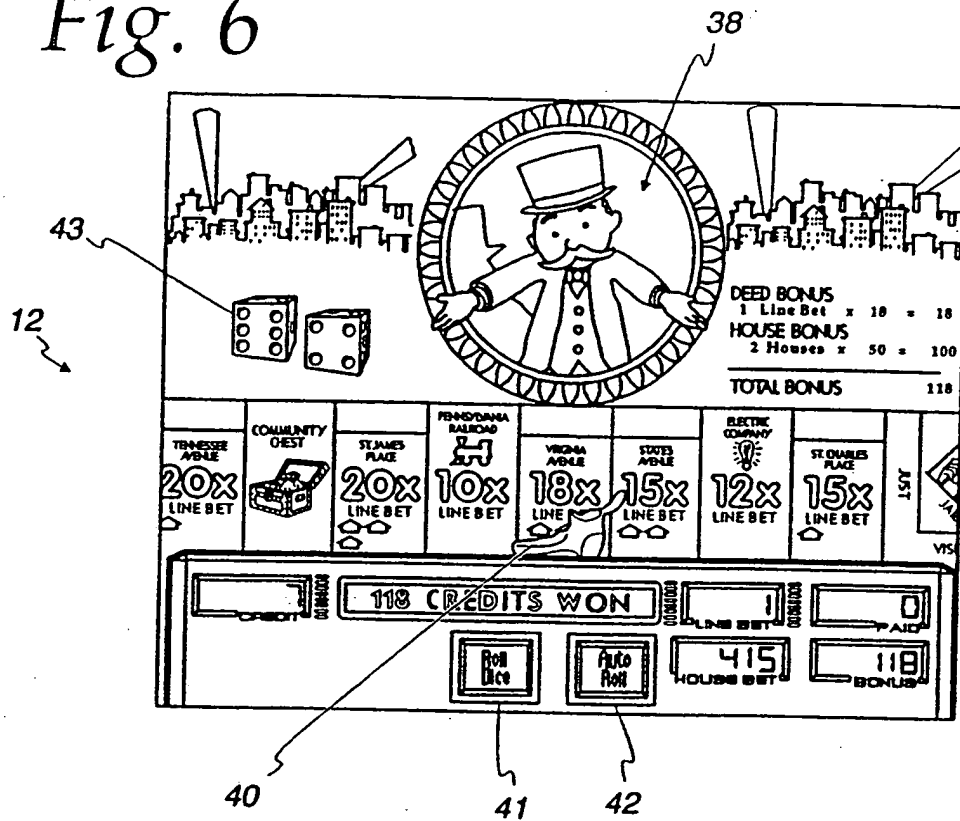 Fig. 6
38
43
12
DEED BONUS
1 Line Bet x 18 = 18
HOUSE BONUS
2 Houses x 50 = 100
TOTAL BONUS 118
TENNESSEE AVENUE
20X
LINE BET
COMMUNITY CHEST
ST. JAMES PLACE
20X
LINE BET
PENNSYLVANIA RAILROAD
10X
LINE BET
VIRGINIA AVENUE
18X
LINE BET
STATES AVENUE
15X
LINE BET
ELECTRIC COMPANY
12X
LINE BET
ST. CHARLES PLACE
15X
LINE BET
JUST
CREDIT
118 CREDITS WON
1
LINE BET
0
PAID
Roll
Dice
Auto
Roll
415
HOUSE BET
118
BONUS
40
41
42